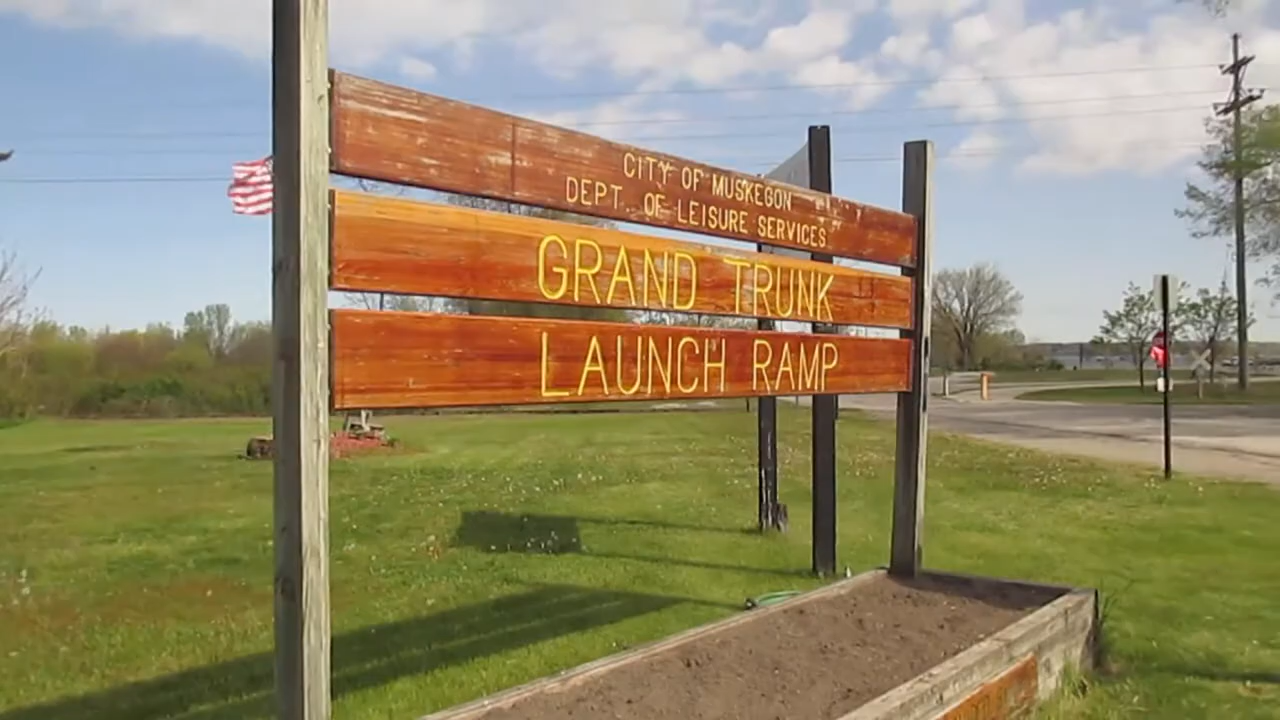 CITY OF MUSKEGON
DEPT. OF LEISURE SERVICES
GRAND TRUNK
LAUNCH RAMP